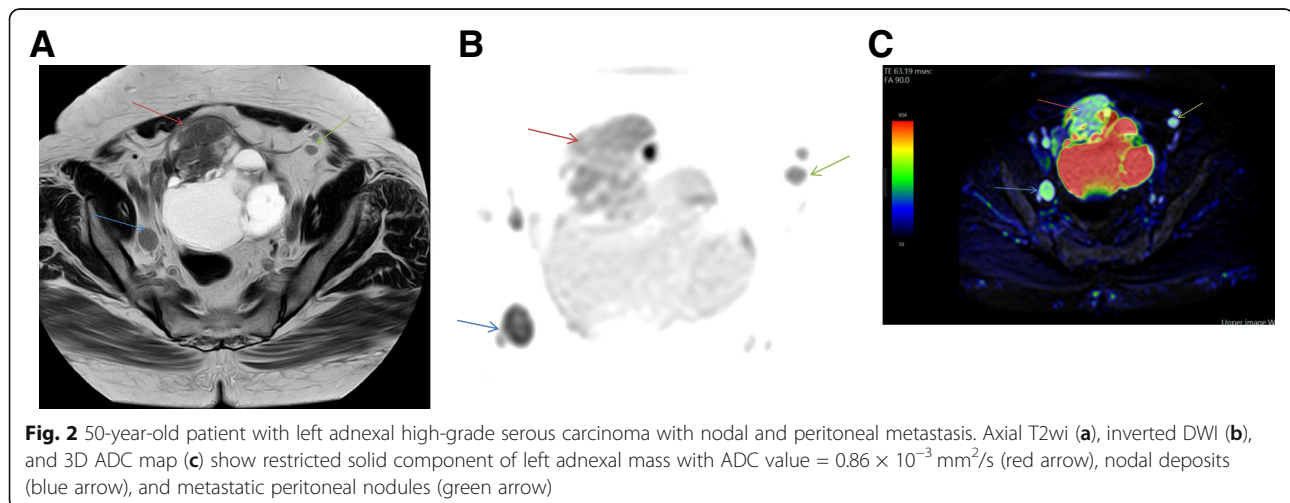 A
B
C
TE 63.19 msec
FA 90.0
Upper image W
Fig. 2 50-year-old patient with left adnexal high-grade serous carcinoma with nodal and peritoneal metastasis. Axial T2wi (a), inverted DWI (b),
and 3D ADC map (c) show restricted solid component of left adnexal mass with ADC value = 0.86 × 10⁻³ mm²/s (red arrow), nodal deposits
(blue arrow), and metastatic peritoneal nodules (green arrow)